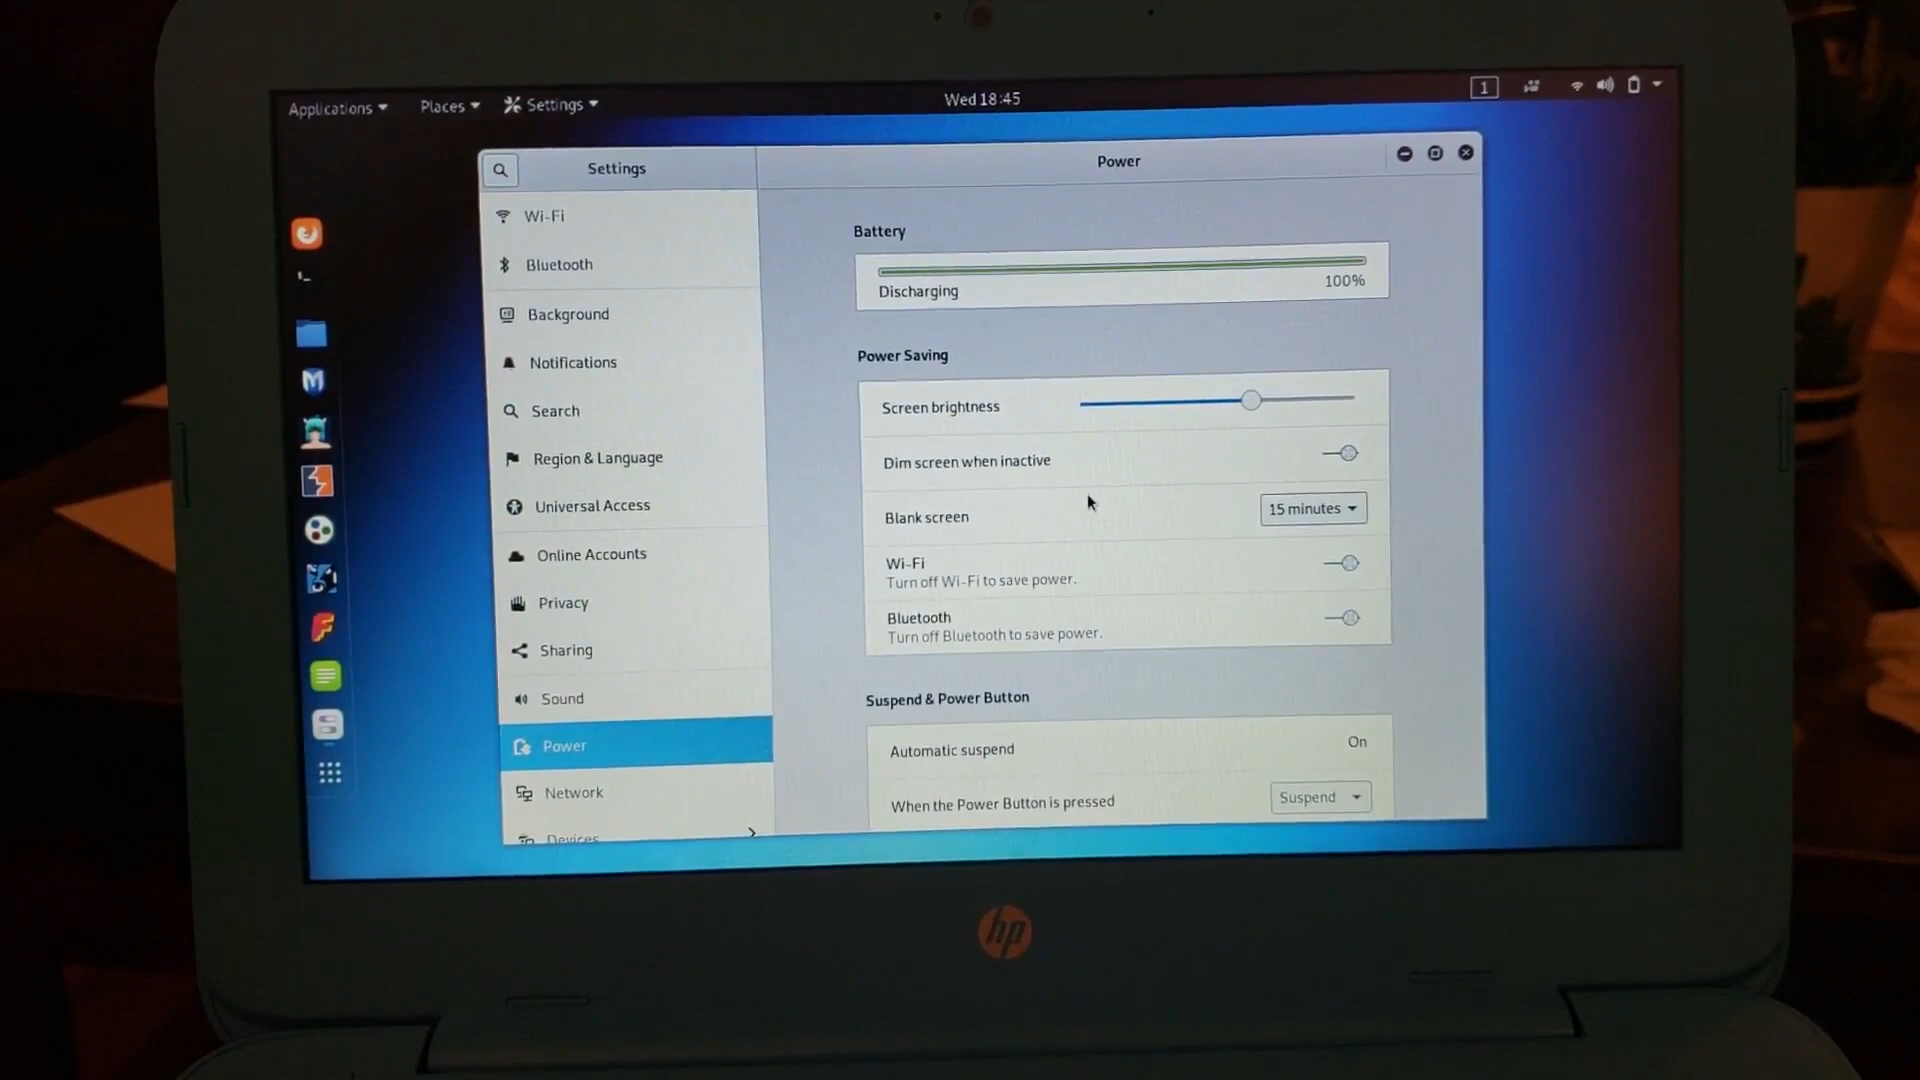 Applications Places Settings Wed 18:45 1
Settings
Power
Wi-Fi
Bluetooth
Background
Notifications
Search
Region & Language
Universal Access
Online Accounts
Privacy
Sharing
Sound
Power
Network
Devices
Battery
Discharging 100%
Power Saving
Screen brightness
Dim screen when inactive
Blank screen 15 minutes
Wi-Fi
Turn off Wi-Fi to save power.
Bluetooth
Turn off Bluetooth to save power.
Suspend & Power Button
Automatic suspend On
When the Power Button is pressed Suspend
hp